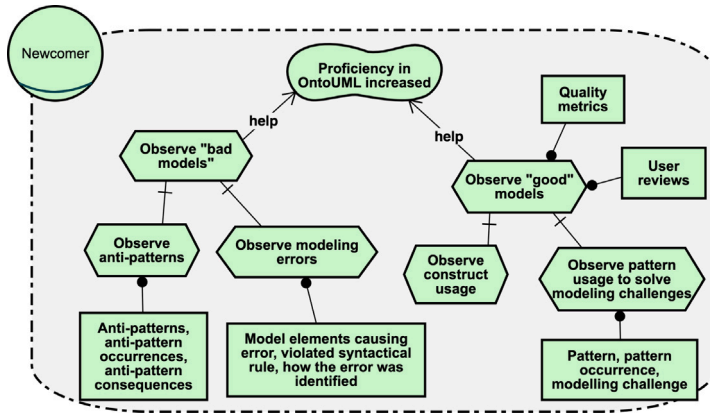 Newcomer
Proficiency in
OntoUML increased
Quality
metrics
help
help
Observe "bad
models"
User
reviews
Observe "good"
models
Observe
anti-patterns
Observe modeling
errors
Observe
construct
usage
Observe pattern
usage to solve
modeling challenges
Anti-patterns,
anti-pattern
occurrences,
anti-pattern
consequences
Model elements causing
error, violated syntactical
rule, how the error was
identified
Pattern, pattern
occurrence,
modelling challenge